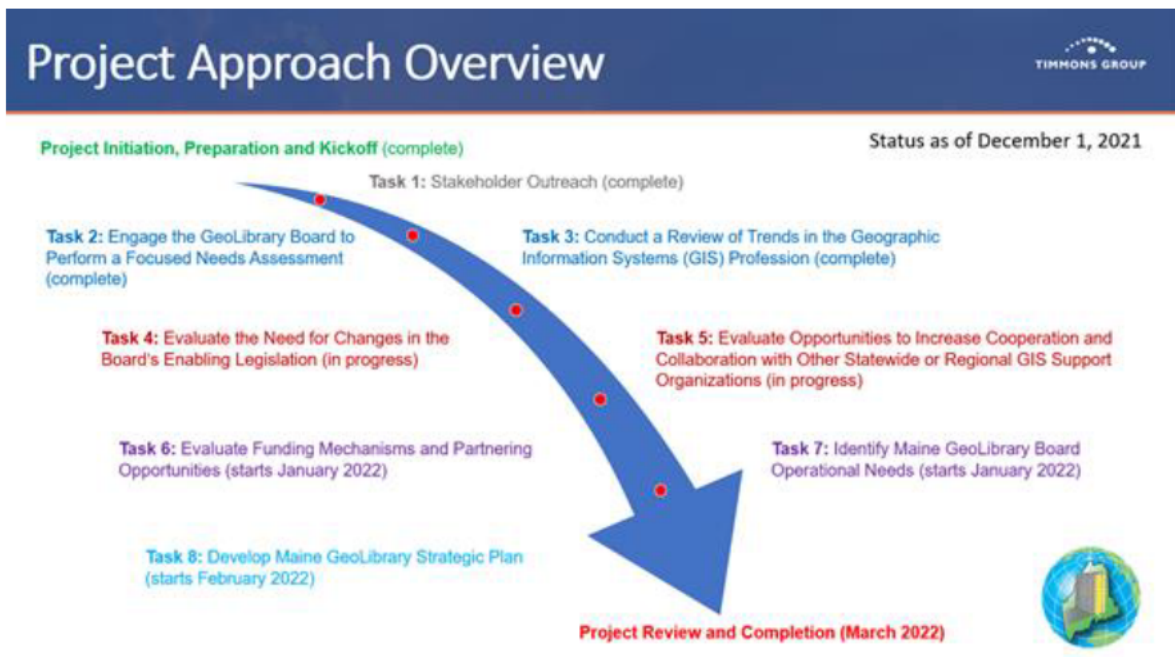 Project Approach Overview
TIMMONS GROUP
Status as of December 1, 2021
Project Initiation, Preparation and Kickoff (complete)
Task 1: Stakeholder Outreach (complete)
Task 2: Engage the GeoLibrary Board to
Perform a Focused Needs Assessment
(complete)
Task 3: Conduct a Review of Trends in the Geographic
Information Systems (GIS) Profession (complete)
Task 4: Evaluate the Need for Changes in the
Board's Enabling Legislation (in progress)
Task 5: Evaluate Opportunities to Increase Cooperation and
Collaboration with Other Statewide or Regional GIS Support
Organizations (in progress)
Task 6: Evaluate Funding Mechanisms and Partnering
Opportunities (starts January 2022)
Task 7: Identify Maine GeoLibrary Board
Operational Needs (starts January 2022)
Task 8: Develop Maine GeoLibrary Strategic Plan
(starts February 2022)
Project Review and Completion (March 2022)